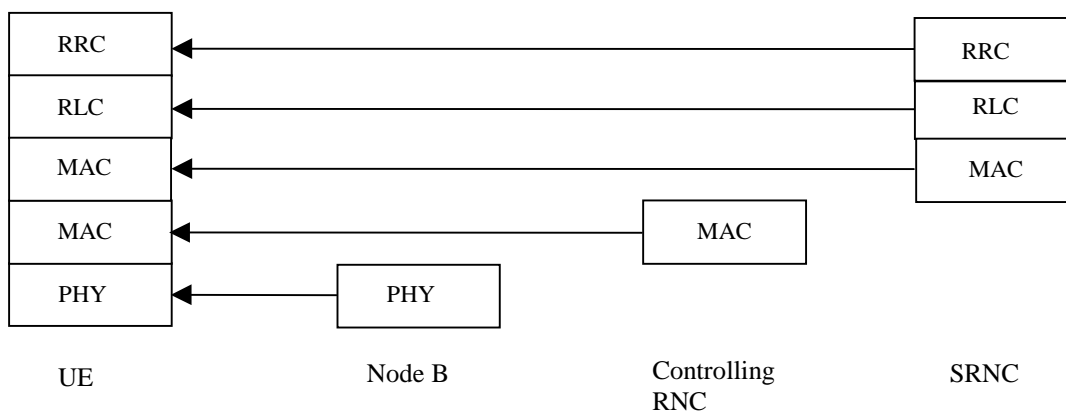 RRC
RRC
RLC
RLC
MAC
MAC
MAC
MAC
PHY
PHY
UE
Node B
Controlling
RNC
SRNC